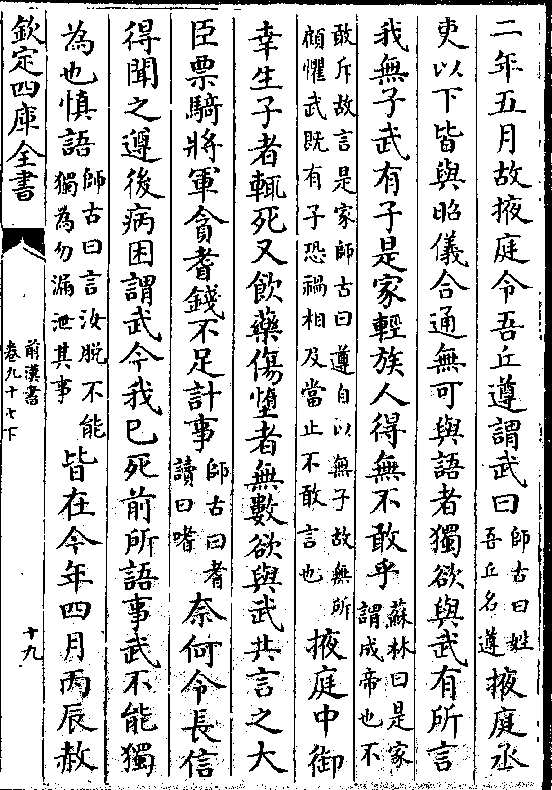 二年五月故掖庭令吾丘遵謂武曰師古曰姓吾丘名遵掖庭丞
吏以下皆與昭儀合通無可與語者獨欲與武有所言
我無子武有子是家輕族人得無不敢乎蘇林曰是家謂成帝也不
敢斥故言是家師古曰遵自以無子故無所顧懼武既有子恐禍相及當止不敢言也掖庭中御
幸生子者輒死又飲藥傷墮者無數欲與武共言之大
臣票騎將軍貪耆錢不足計事師古曰耆讀曰嗜奈何令長信
得聞之遵後病困謂武今我已死前所語事武不能獨
為也慎語師古曰言汝脫不能獨為勿漏泄其事皆在今年四月丙辰赦
欽定四庫全書
前漢書
卷九十七下
十九